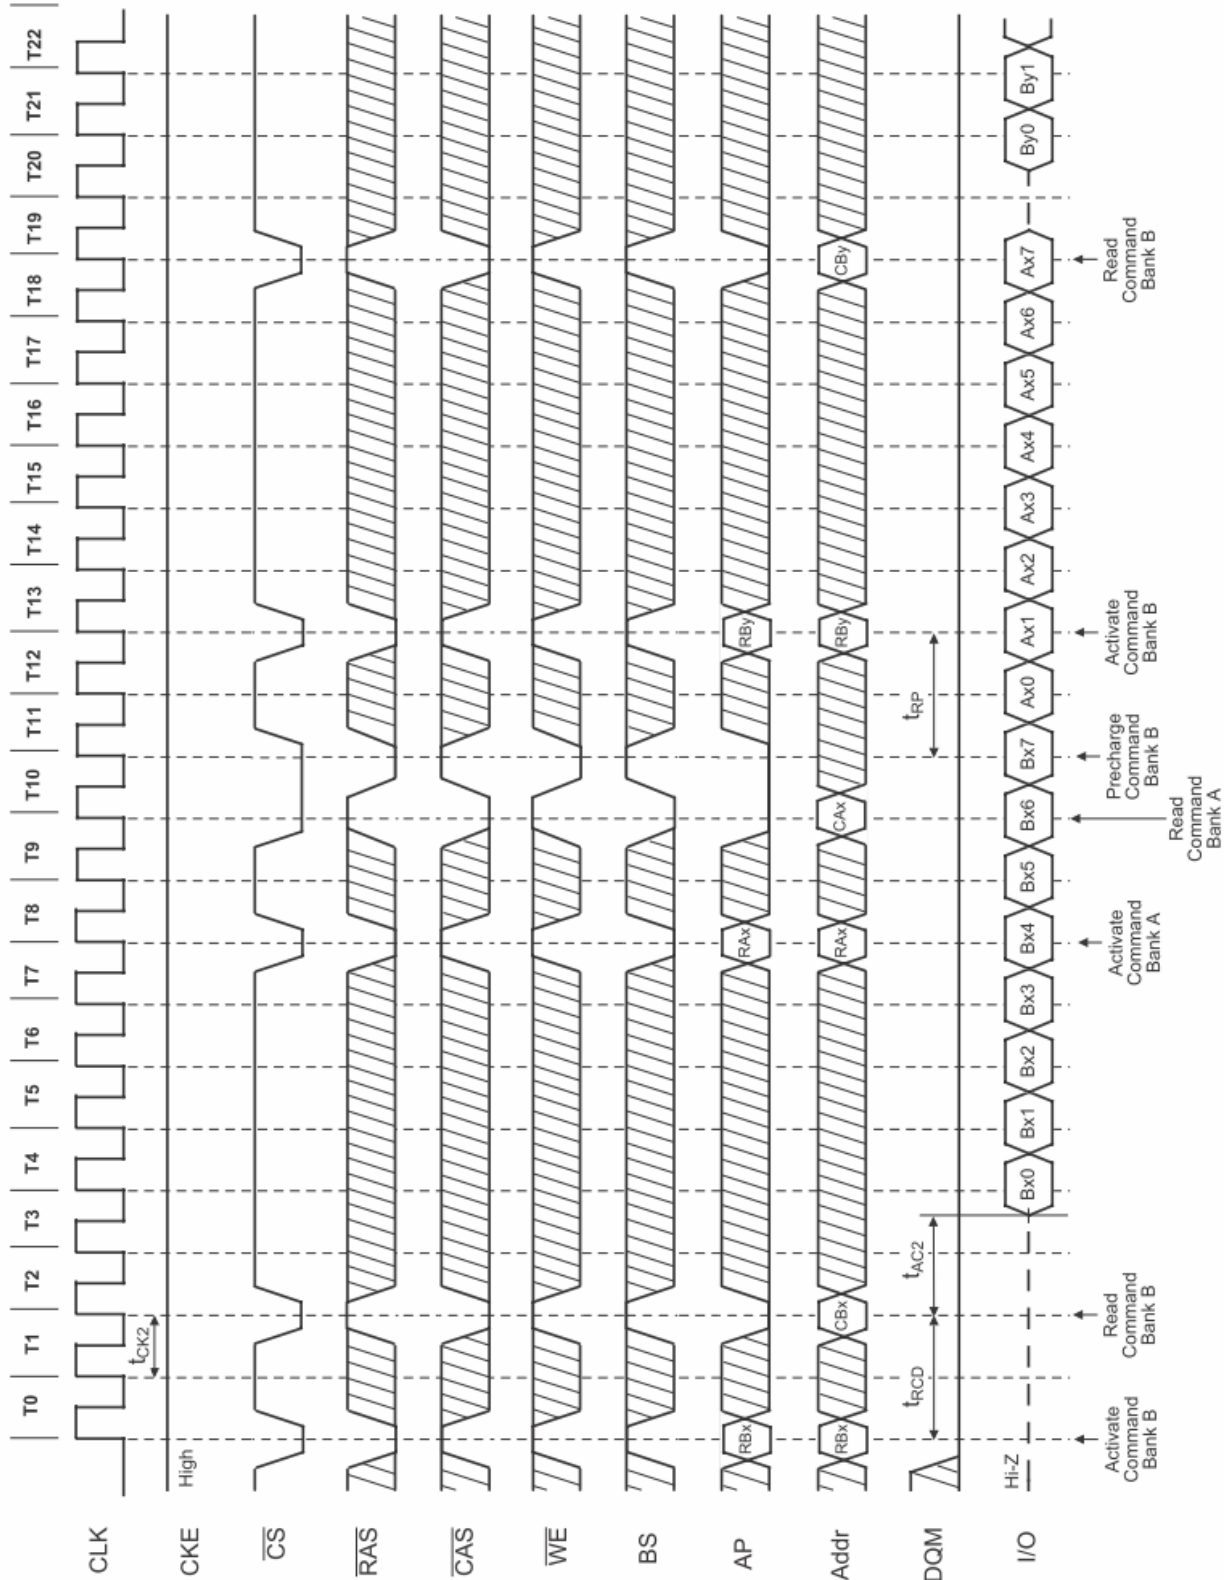 T0 T1 T2 T3 T4 T5 T6 T7 T8 T9 T10 T11 T12 T13 T14 T15 T16 T17 T18 T19 T20 T21 T22
CLK
tCK2
CKE
High
CS
RAS
CAS
WE
BS
AP
RBx RAx RBy
Addr
RBx CBx RAx CAx RBy CBy
DQM
tRCD tAC2 tRP
I/O
Hi-Z
Bx0 Bx1 Bx2 Bx3 Bx4 Bx5 Bx6 Bx7 Ax0 Ax1 Ax2 Ax3 Ax4 Ax5 Ax6 Ax7 By0 By1
Activate
Command
Bank B
Read
Command
Bank B
Activate
Command
Bank A
Read
Command
Bank A
Precharge
Command
Bank B
Activate
Command
Bank B
Read
Command
Bank B